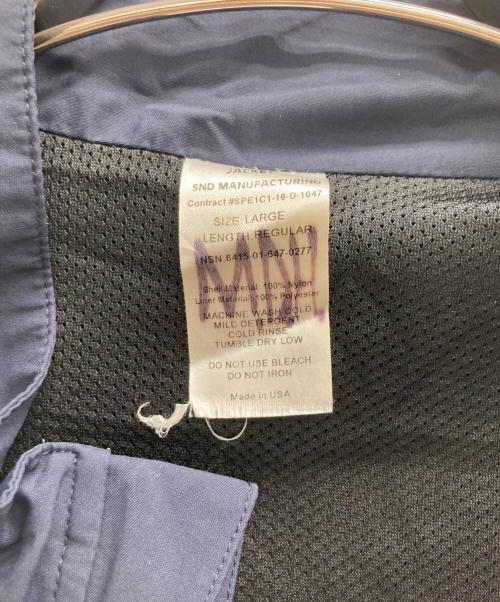 JACKET
SND MANUFACTURING
Contract #SPE1C1-16-D-1047
SIZE: LARGE
LENGTH: REGULAR
NSN: 8415-01-647-0277
Shell Material: 100% Nylon
Liner Material: 100% Polyester
MACHINE WASH COLD
MILD DETERGENT
COLD RINSE
TUMBLE DRY LOW
DO NOT USE BLEACH
DO NOT IRON
Made in USA